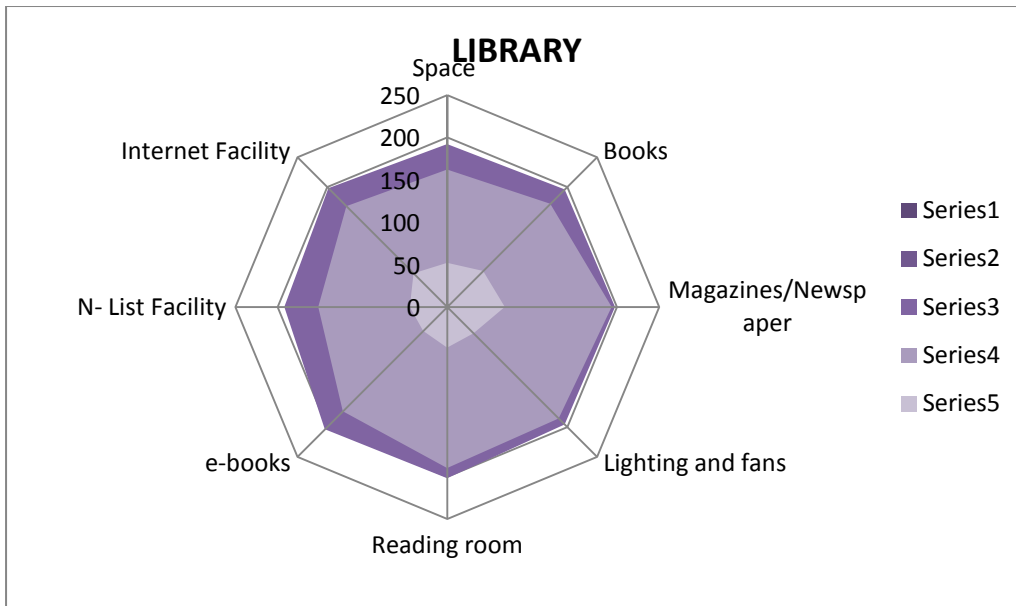 LIBRARY
Space
250
200
150
100
50
0
Internet Facility
Books
N- List Facility
Magazines/Newsp
aper
e-books
Lighting and fans
Reading room
Series1
Series2
Series3
Series4
Series5